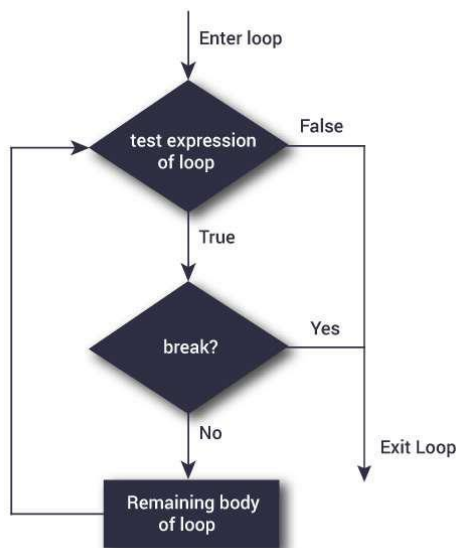 Enter loop
test expression
of loop
False
True
break?
Yes
No
Exit Loop
Remaining body
of loop